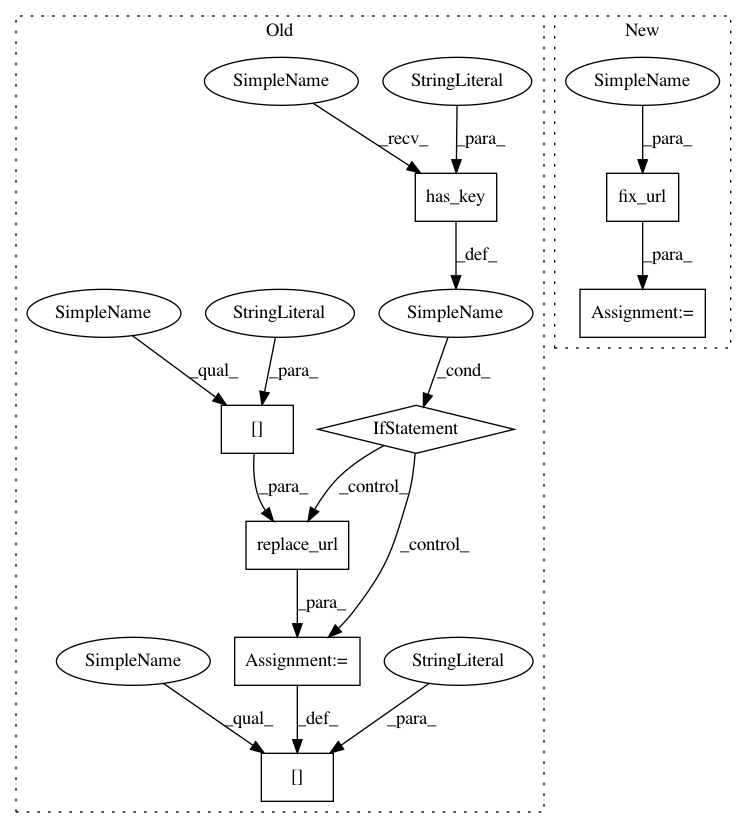 Old
New
SimpleName
StringLiteral
SimpleName
_recv_
_para_
_para_
has_key
fix_url
_def_
_para_
SimpleName
StringLiteral
SimpleName
Assignment:=
_qual_
_para_
_cond_
[]
IfStatement
_para_
_control_
_control_
replace_url
_para_
SimpleName
Assignment:=
StringLiteral
_qual_
_def_
_para_
[]